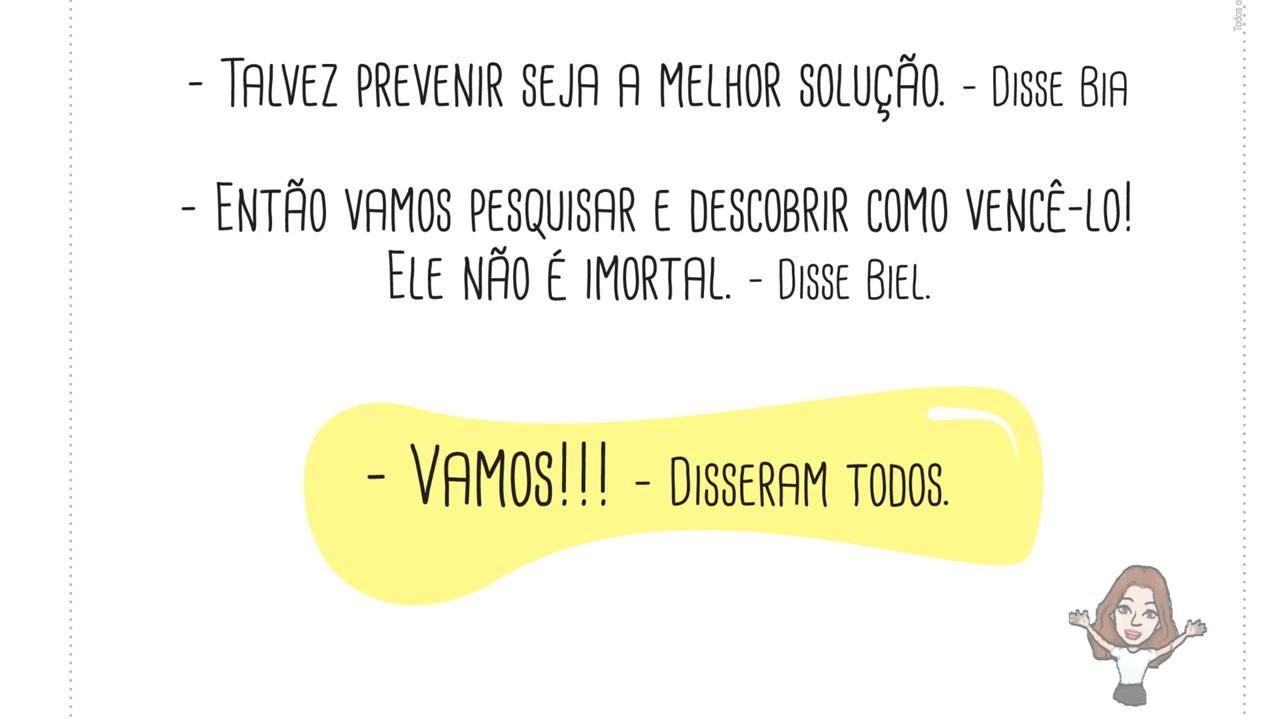 - Talvez prevenir seja a melhor solução. - Disse Bia
- Então vamos pesquisar e descobrir como vencê-lo!
Ele não é imortal. - Disse Biel.
- Vamos!!! - Disseram todos.
Todos o